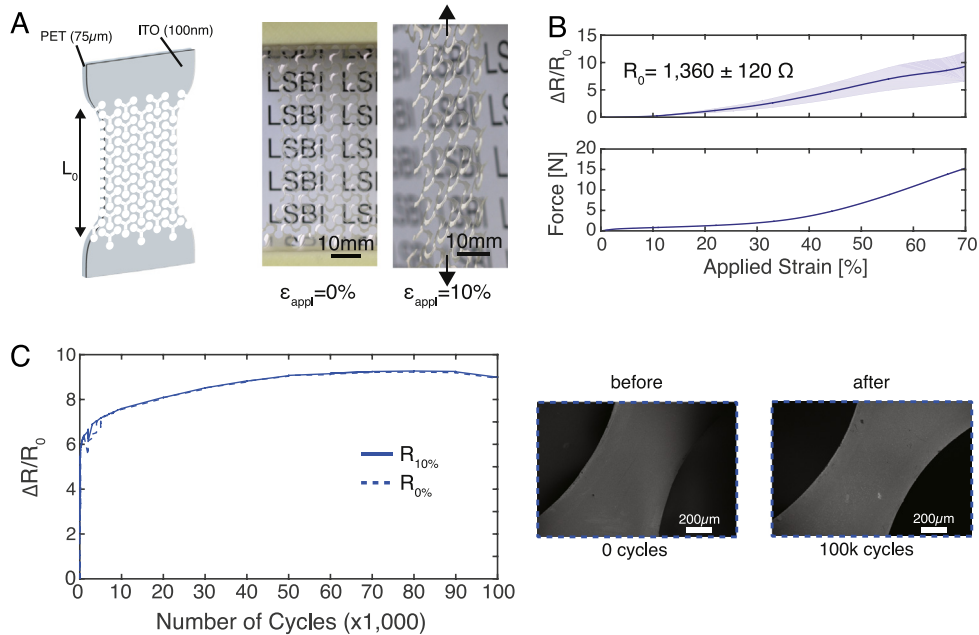 A
PET (75µm)
ITO (100nm)
L₀
LSBI LSBI
LSBI LSBI
LSBI LSBI
LSBI LSBI
LSBI LSBI
10mm
10mm
εappl=0%
εappl=10%
B
ΔR/R₀
15
10
5
0
R₀= 1,360 ± 120 Ω
Force [N]
20
15
10
5
0
0 10 20 30 40 50 60 70
Applied Strain [%]
C
ΔR/R₀
10
9
8
6
4
2
0
R10%
R0%
0 10 20 30 40 50 60 70 80 90 100
Number of Cycles (x1,000)
before
200µm
0 cycles
after
200µm
100k cycles